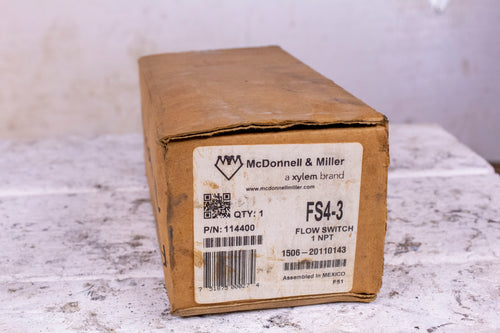 McDonnell & Miller
a xylem brand
www.mcdonnellmiller.com
QTY: 1
P/N: 114400
FS4-3
FLOW SWITCH
1 NPT
1506-20110143
Assembled in MEXICO
FS1